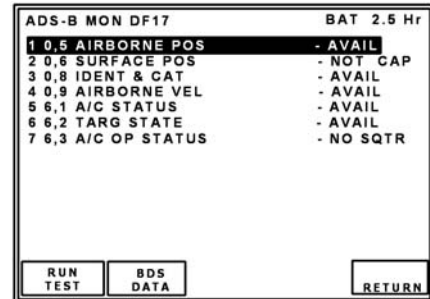 ADS-B MON DF17 BAT 2.5 Hr
1 0,5 AIRBORNE POS - AVAIL
2 0,6 SURFACE POS - NOT CAP
3 0,8 IDENT & CAT - AVAIL
4 0,9 AIRBORNE VEL - AVAIL
5 6,1 A/C STATUS - AVAIL
6 6,2 TARG STATE - AVAIL
7 6,3 A/C OP STATUS - NO SQTR
RUN TEST
BDS DATA
RETURN